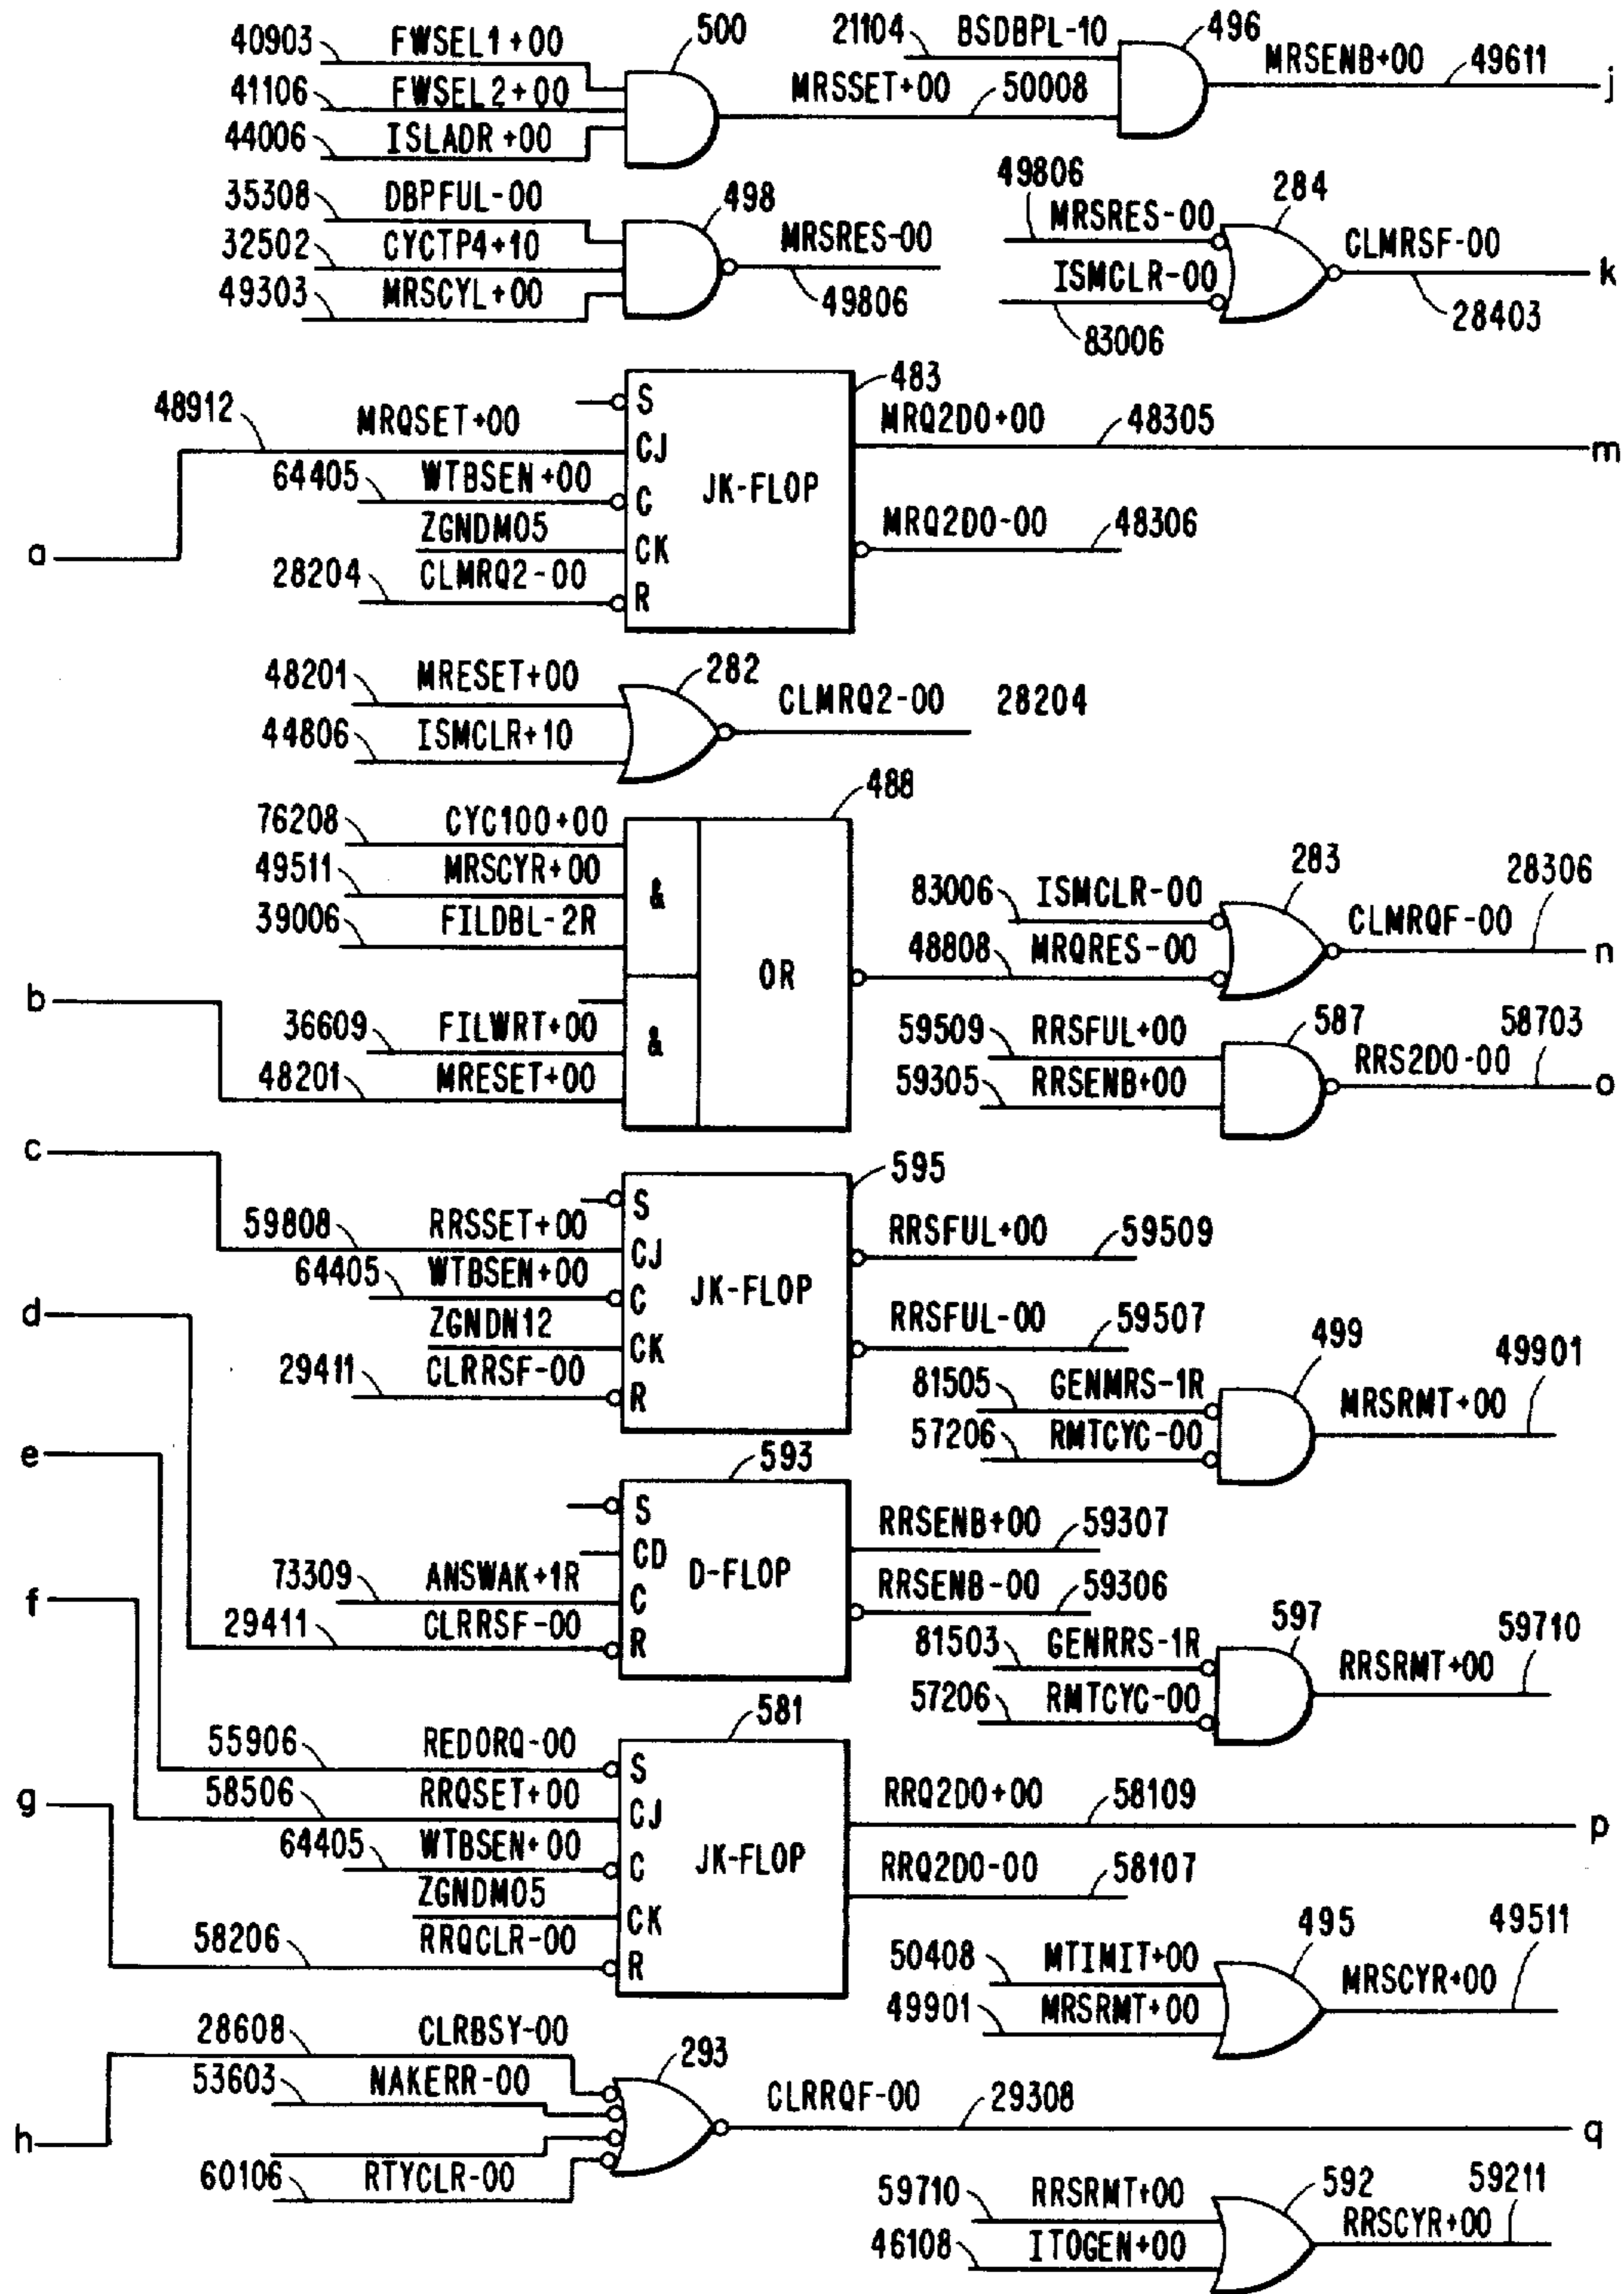 500
21104 BSDBPL-10 496
40903 FWSEL1+00
MRSENB+00 49611
41106 FWSEL2+00
MRSSET+00 50008
j
44006 ISLADR+00
35308 DBPFUL-00 498
49806 MRSRES-00 284
32502 CYCTP4+10
MRSRES-00
CLMRSF-00
k
49303 MRSCYL+00
49806
ISMCLR-00
83006
28403
483
48912 MRQSET+00
S
CJ
C
CK
R
JK-FLOP
MRQ2D0+00 48305
m
64405 WTBSEN+00
ZGNDM05
MRQ2D0-00 48306
a
28204 CLMRQ2-00
48201 MRESET+00 282
CLMRQ2-00 28204
44806 ISMCLR+10
488
76208 CYC100+00
49511 MRSCYR+00
39006 FILDBL-2R
&
OR
&
83006 ISMCLR-00 283 28306
48808 MRQRES-00
CLMRQF-00
n
b
36609 FILWRT+00
48201 MRESET+00
59509 RRSFUL+00 587 58703
59305 RRSENB+00
RRS2D0-00
o
c
595
59808 RRSSET+00
S
CJ
C
CK
R
JK-FLOP
RRSFUL+00 59509
64405 WTBSEN+00
ZGNDN12
RRSFUL-00 59507
d
29411 CLRRSF-00
81505 GENMRS-1R 499 49901
57206 RMTCYC-00
MRSRMT+00
e
593
S
CD
C
R
D-FLOP
RRSENB+00 59307
73309 ANSWAK+1R
RRSENB-00 59306
f
29411 CLRRSF-00
81503 GENRRS-1R 597 59710
57206 RMTCYC-00
RRSRMT+00
581
55906 REDORQ-00
S
CJ
C
CK
R
JK-FLOP
g
58506 RRQSET+00
RRQ2D0+00 58109
p
64405 WTBSEN+00
RRQ2D0-00 58107
ZGNDM05
58206 RRQCLR-00
50408 MTIMIT+00 495 49511
49901 MRSRMT+00
MRSCYR+00
28608 CLRBSY-00 293
53603 NAKERR-00
CLRRQF-00 29308
h
q
60106 RTYCLR-00
59710 RRSRMT+00 592 59211
46108 ITOGEN+00
RRSCYR+00